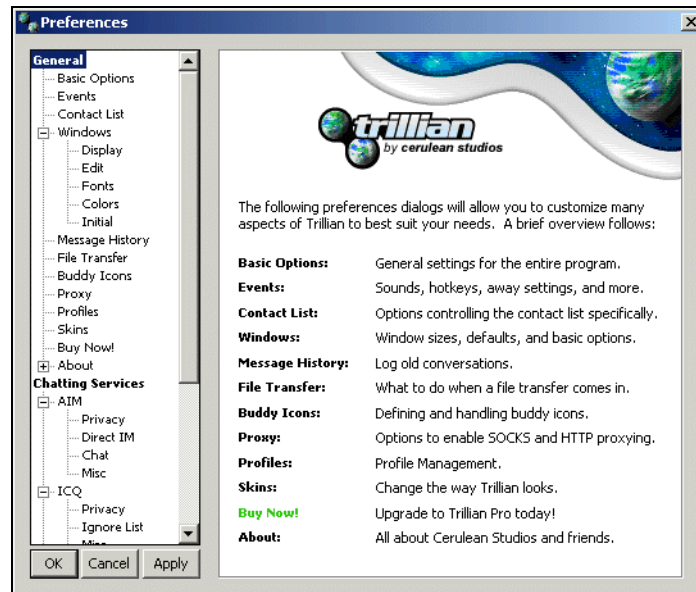 Preferences
General
Basic Options
Events
Contact List
Windows
Display
Edit
Fonts
Colors
Initial
Message History
File Transfer
Buddy Icons
Proxy
Profiles
Skins
Buy Now!
About
Chatting Services
AIM
Privacy
Direct IM
Chat
Misc
ICQ
Privacy
Ignore List
Misc
OK Cancel Apply
trillian
by cerulean studios
The following preferences dialogs will allow you to customize many
aspects of Trillian to best suit your needs. A brief overview follows:
Basic Options: General settings for the entire program.
Events: Sounds, hotkeys, away settings, and more.
Contact List: Options controlling the contact list specifically.
Windows: Window sizes, defaults, and basic options.
Message History: Log old conversations.
File Transfer: What to do when a file transfer comes in.
Buddy Icons: Defining and handling buddy icons.
Proxy: Options to enable SOCKS and HTTP proxying.
Profiles: Profile Management.
Skins: Change the way Trillian looks.
Buy Now! Upgrade to Trillian Pro today!
About: All about Cerulean Studios and friends.